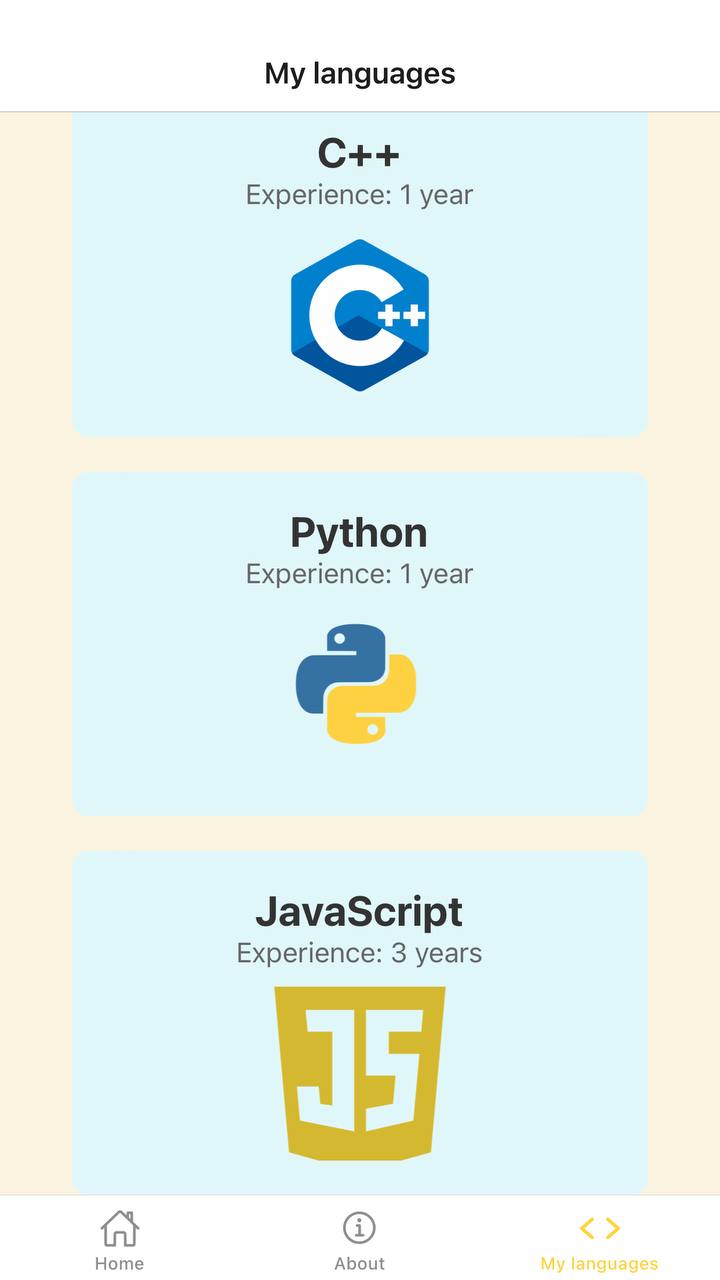 My languages
C++
Experience: 1 year
C++
Python
Experience: 1 year
JavaScript
Experience: 3 years
JS
Home
About
My languages